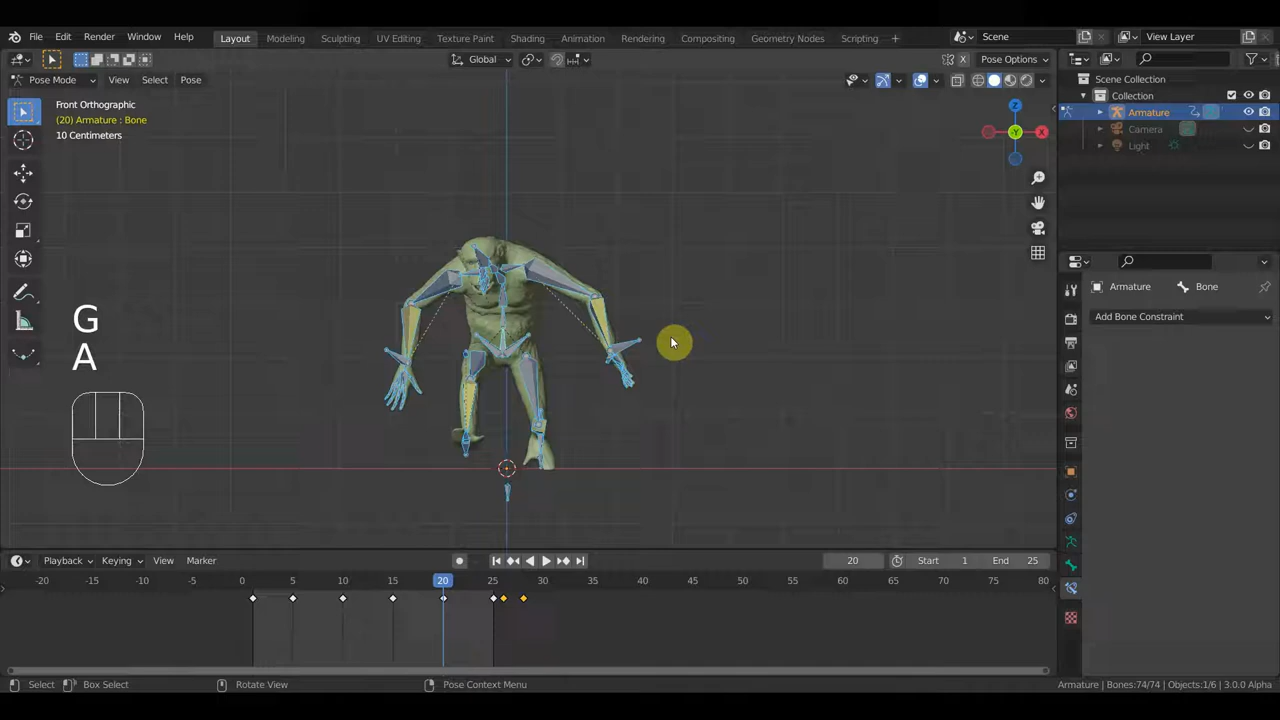 File Edit Render Window Help Layout Modeling Sculpting UV Editing Texture Paint Shading Animation Rendering Compositing Geometry Nodes Scripting + Scene View Layer
Global X Pose Options
Pose Mode View Select Pose
Scene Collection
Collection
Armature
Camera
Light
Front Orthographic
(20) Armature : Bone
10 Centimeters
Z
Y
X
Armature Bone
Add Bone Constraint
G
A
Playback Keying View Marker 20 Start 1 End 25
-20 -10 0 5 10 15 20 25 30 35 40 45 50 55 60 65 70 75 80
Select Box Select Rotate View Pose Context Menu Armature | Bones:74/74 | Objects:1/6 | 3.0.0 Alpha